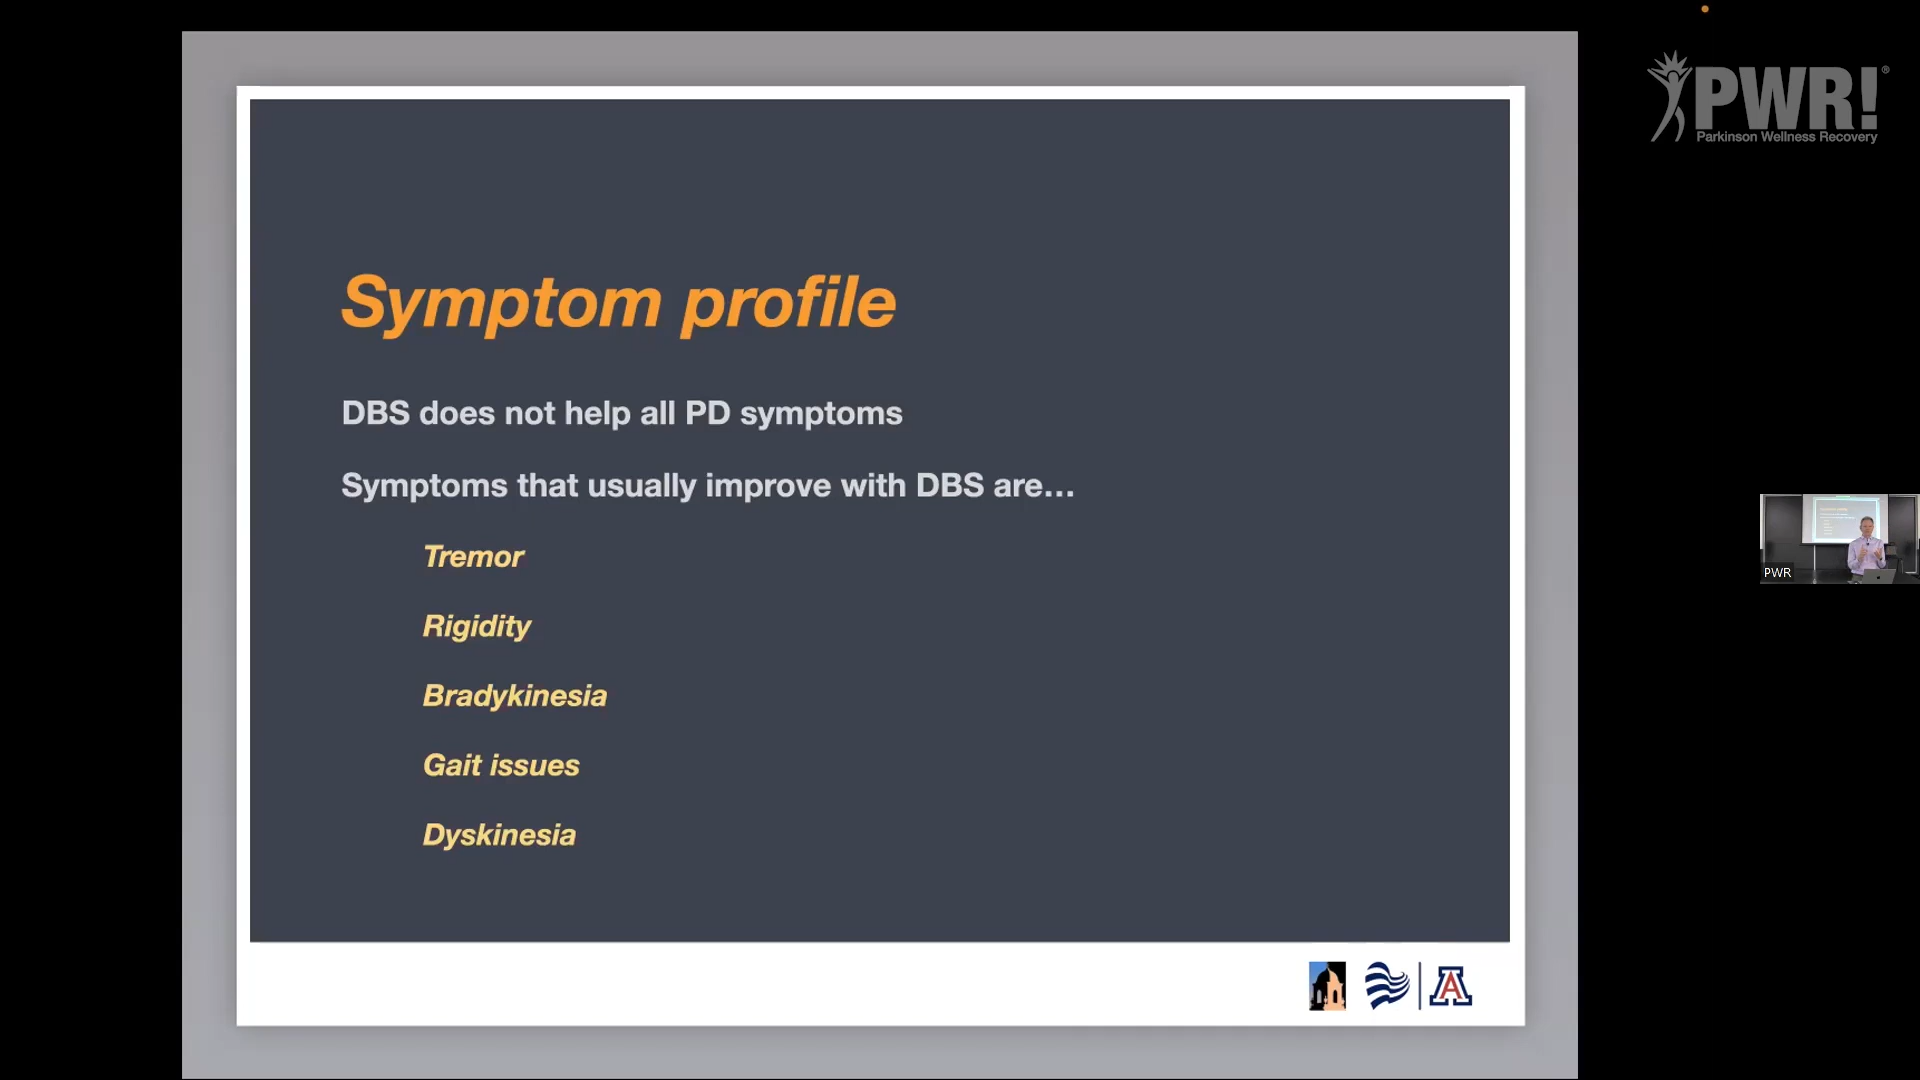 PWR!®
Parkinson Wellness Recovery
Symptom profile
DBS does not help all PD symptoms
Symptoms that usually improve with DBS are...
Tremor
Rigidity
Bradykinesia
Gait issues
Dyskinesia
PWR
A